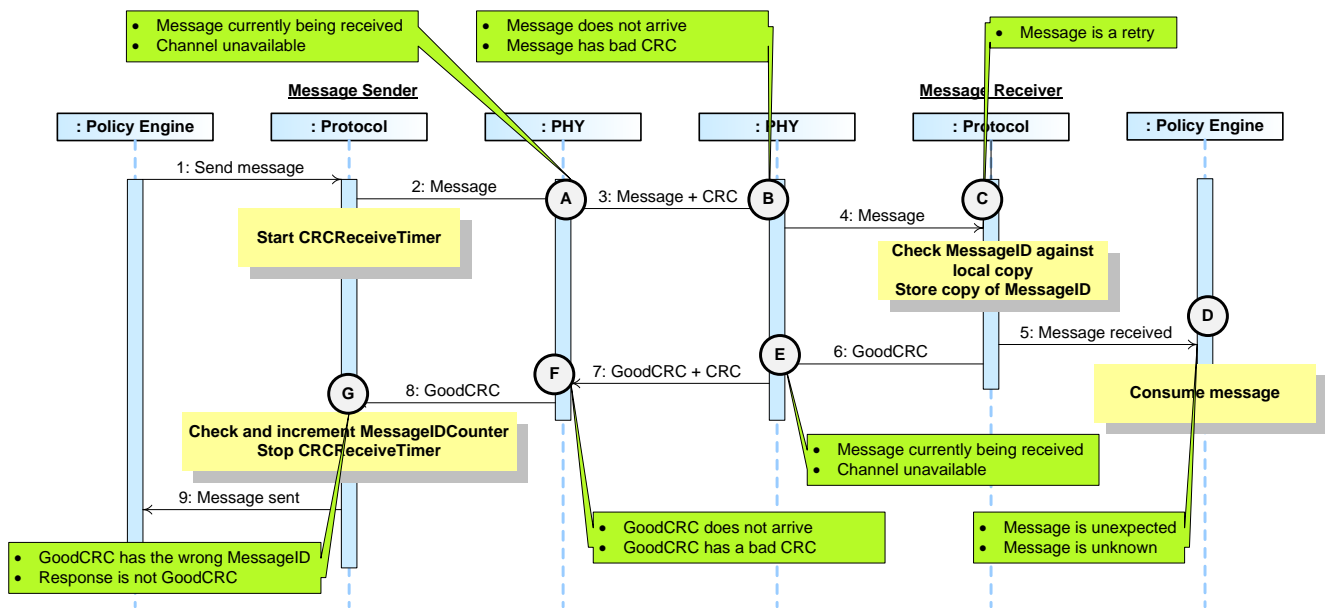 • Message currently being received
• Channel unavailable
• Message does not arrive
• Message has bad CRC
• Message is a retry
Message Sender
Message Receiver
: Policy Engine
: Protocol
: PHY
: PHY
: Protocol
: Policy Engine
1: Send message
2: Message
A
3: Message + CRC
B
4: Message
C
Start CRCReceiveTimer
Check MessageID against
local copy
Store copy of MessageID
D
5: Message received
6: GoodCRC
E
7: GoodCRC + CRC
F
8: GoodCRC
G
Consume message
Check and increment MessageIDCounter
Stop CRCReceiveTimer
• Message currently being received
• Channel unavailable
9: Message sent
• GoodCRC has the wrong MessageID
• Response is not GoodCRC
• GoodCRC does not arrive
• GoodCRC has a bad CRC
• Message is unexpected
• Message is unknown